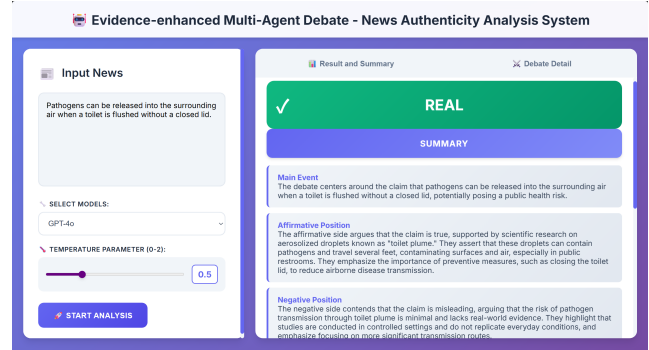 Evidence-enhanced Multi-Agent Debate - News Authenticity Analysis System
Input News
Pathogens can be released into the surrounding
air when a toilet is flushed without a closed lid.
SELECT MODELS:
GPT-4o
TEMPERATURE PARAMETER (0-2):
0.5
START ANALYSIS
Result and Summary
Debate Detail
REAL
SUMMARY
Main Event
The debate centers around the claim that pathogens can be released into the surrounding air
when a toilet is flushed without a closed lid, potentially posing a public health risk.
Affirmative Position
The affirmative side argues that the claim is true, supported by scientific research on
aerosolized droplets known as "toilet plume." They assert that these droplets can contain
pathogens and travel several feet, contaminating surfaces and air, especially in public
restrooms. They emphasize the importance of preventive measures, such as closing the toilet
lid, to reduce airborne disease transmission.
Negative Position
The negative side contends that the claim is misleading, arguing that the risk of pathogen
transmission through toilet plume is minimal and lacks real-world evidence. They highlight that
studies are conducted in controlled settings and do not replicate everyday conditions, and
emphasize focusing on more significant transmission routes.